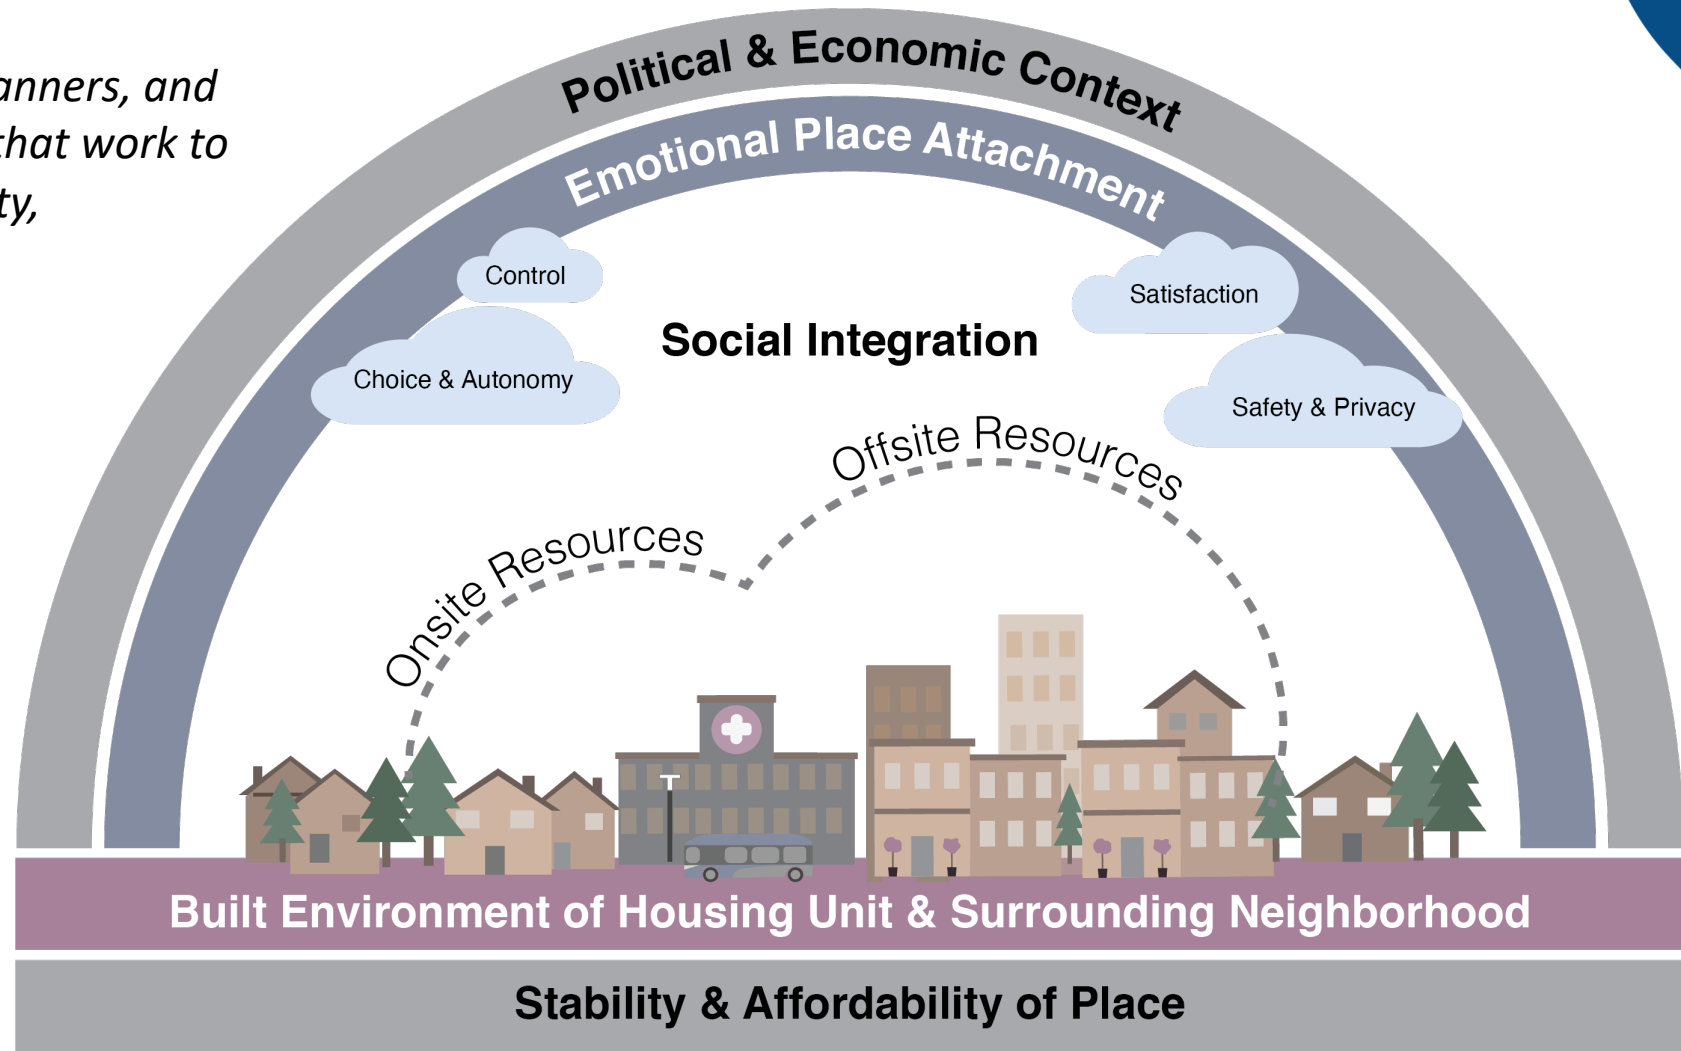 anners, and
that work to
ty,
Political & Economic Context
Emotional Place Attachment
Control
Satisfaction
Social Integration
Choice & Autonomy
Safety & Privacy
Offsite Resources
Onsite Resources
Built Environment of Housing Unit & Surrounding Neighborhood
Stability & Affordability of Place